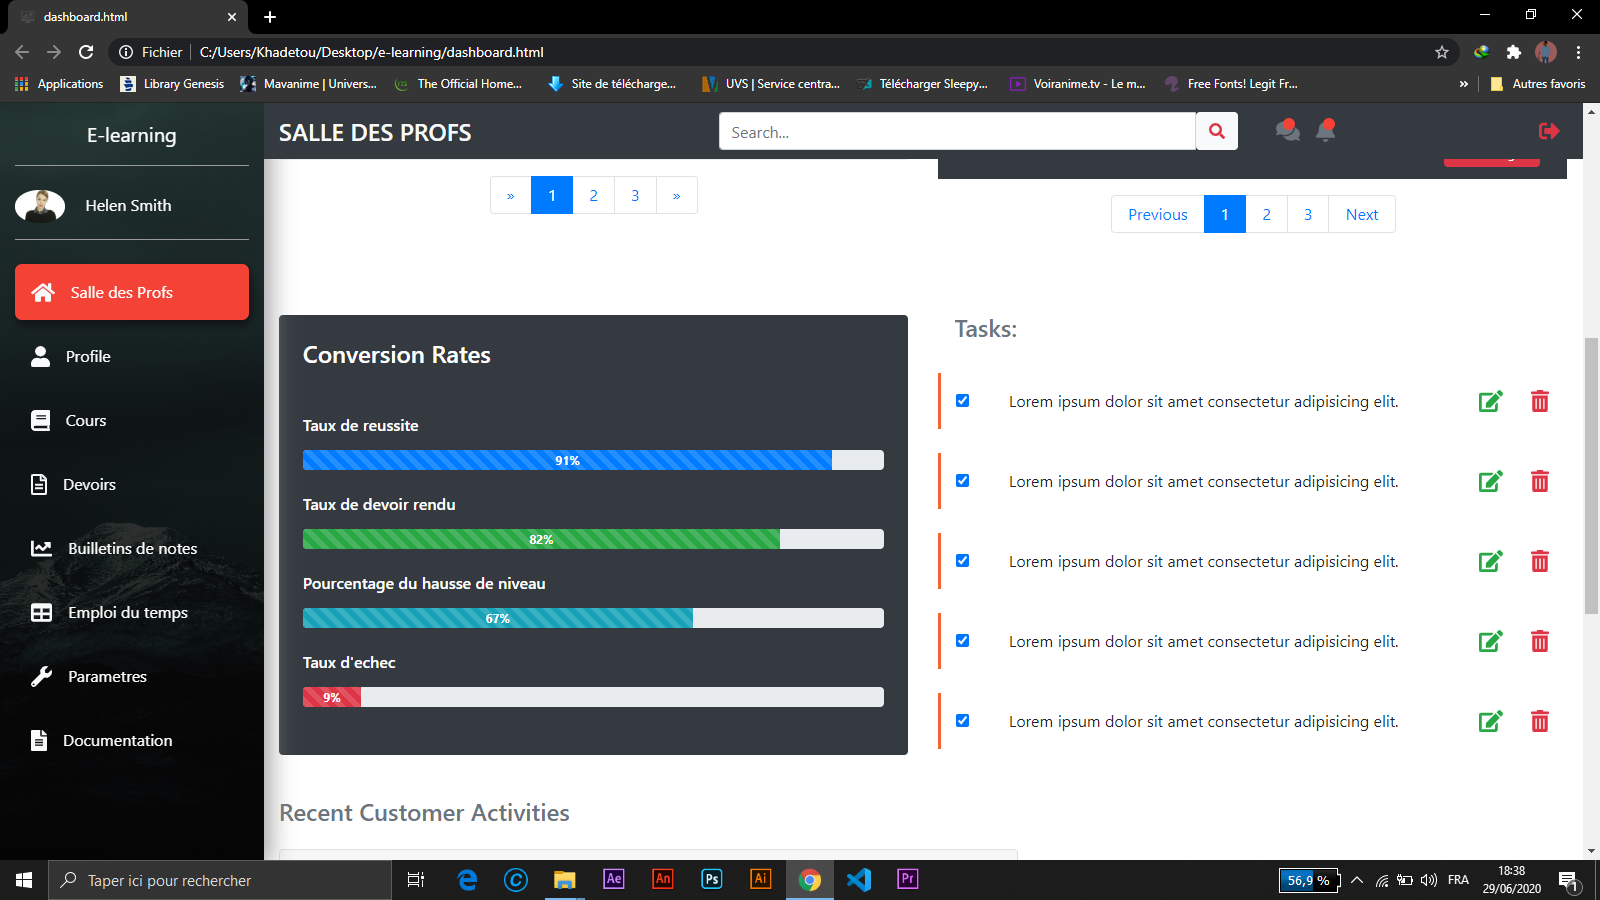 dashboard.html
Fichier C:/Users/Khadetou/Desktop/e-learning/dashboard.html
Applications Library Genesis Mavanime | Univers... The Official Home... Site de télécharge... UVS | Service centra... Télécharger Sleepy... Voiranime.tv - Le m... Free Fonts! Legit Fr... » Autres favoris
E-learning
Helen Smith
Salle des Profs
Profile
Cours
Devoirs
Builletins de notes
Emploi du temps
Parametres
Documentation
SALLE DES PROFS
Search...
» 1 2 3 »
Previous 1 2 3 Next
Conversion Rates
Taux de reussite
91%
Taux de devoir rendu
82%
Pourcentage du hausse de niveau
67%
Taux d'echec
9%
Tasks:
Lorem ipsum dolor sit amet consectetur adipisicing elit.
Lorem ipsum dolor sit amet consectetur adipisicing elit.
Lorem ipsum dolor sit amet consectetur adipisicing elit.
Lorem ipsum dolor sit amet consectetur adipisicing elit.
Lorem ipsum dolor sit amet consectetur adipisicing elit.
Recent Customer Activities
Taper ici pour rechercher
Ae An Ps Ai Pr
56,9 %
FRA
18:38
29/06/2020
1